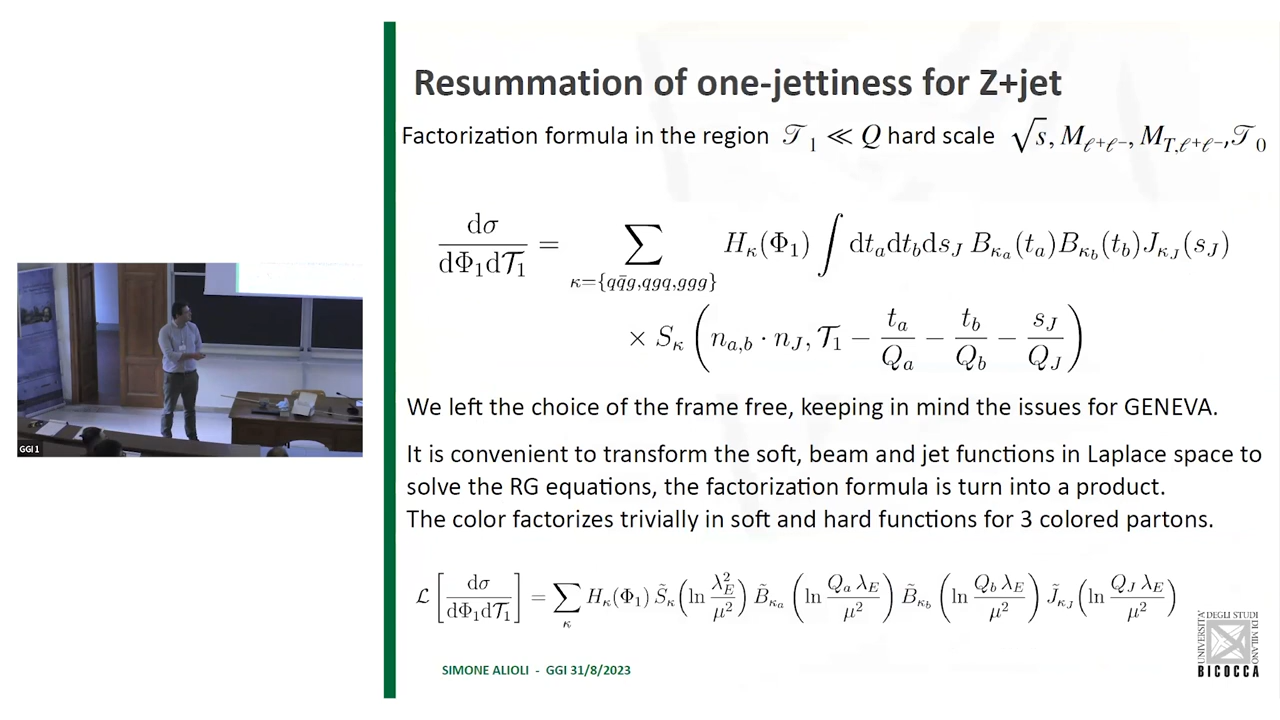 Resummation of one-jettiness for Z+jet
Factorization formula in the region 𝒯₁ ≪ Q hard scale √s, M_{ℓ⁺ℓ⁻}, M_{T,ℓ⁺ℓ⁻}, 𝒯₀
dσ/dΦ₁d𝒯₁ = ∑_{κ={qq̄g,qgq,ggg}} H_κ(Φ₁) ∫ dt_a dt_b ds_J B_{κ_a}(t_a) B_{κ_b}(t_b) J_{κ_J}(s_J)
× S_κ (n_{a,b} · n_J, 𝒯₁ − t_a/Q_a − t_b/Q_b − s_J/Q_J)
We left the choice of the frame free, keeping in mind the issues for GENEVA.
It is convenient to transform the soft, beam and jet functions in Laplace space to
solve the RG equations, the factorization formula is turn into a product.
The color factorizes trivially in soft and hard functions for 3 colored partons.
ℒ[dσ/dΦ₁d𝒯₁] = ∑_κ H_κ(Φ₁) S̃_κ(ln λ_E²/μ²) B̃_{κ_a}(ln Q_a λ_E/μ²) B̃_{κ_b}(ln Q_b λ_E/μ²) J̃_{κ_J}(ln Q_J λ_E/μ²)
SIMONE ALIOLI - GGI 31/8/2023
UNIVERSITÀ DEGLI STUDI DI MILANO
BICOCCA
GGI 1